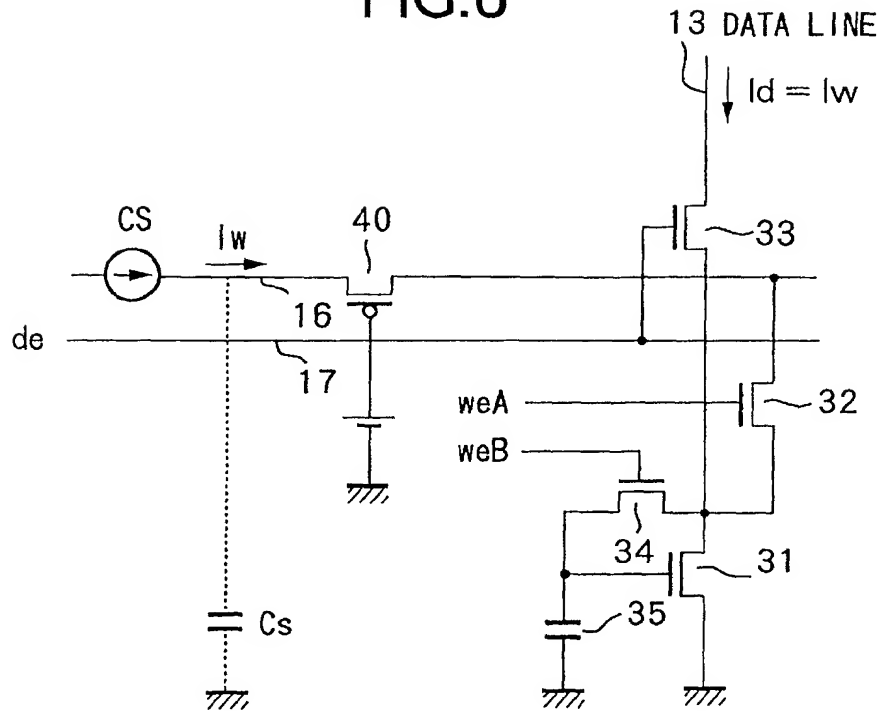 13 DATA LINE
Id = Iw
CS
Iw
40
33
16
de
17
weA
32
weB
34
31
35
Cs